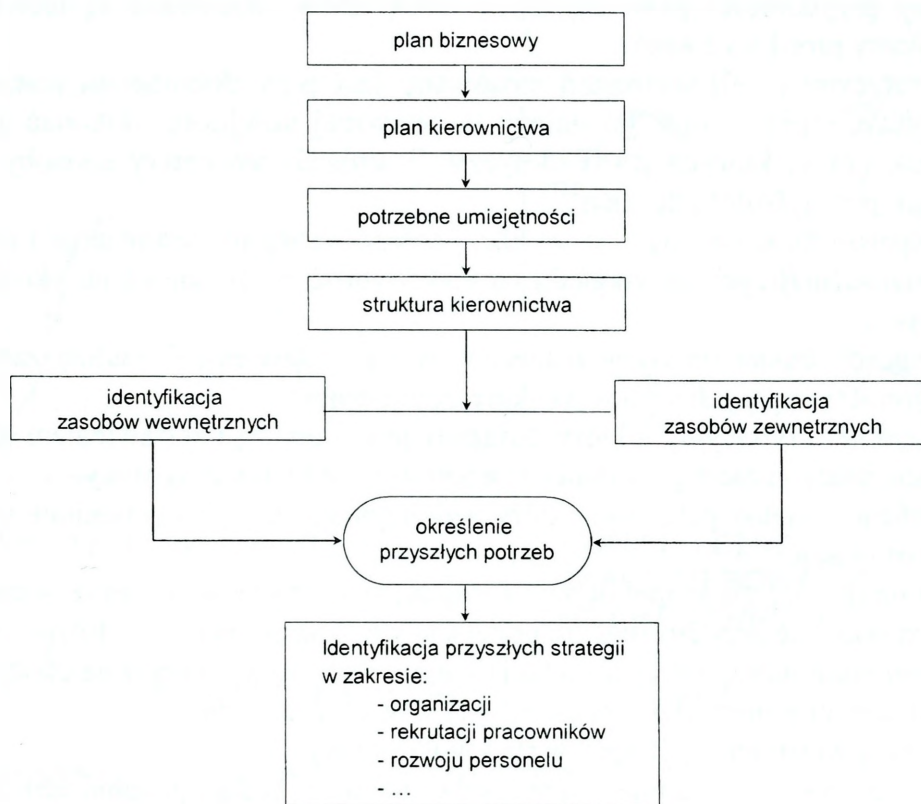 plan biznesowy
plan kierownictwa
potrzebne umiejętności
struktura kierownictwa
identyfikacja
zasobów wewnętrznych
identyfikacja
zasobów zewnętrznych
określenie
przyszłych potrzeb
Identyfikacja przyszłych strategii
w zakresie:
- organizacji
- rekrutacji pracowników
- rozwoju personelu
- ...